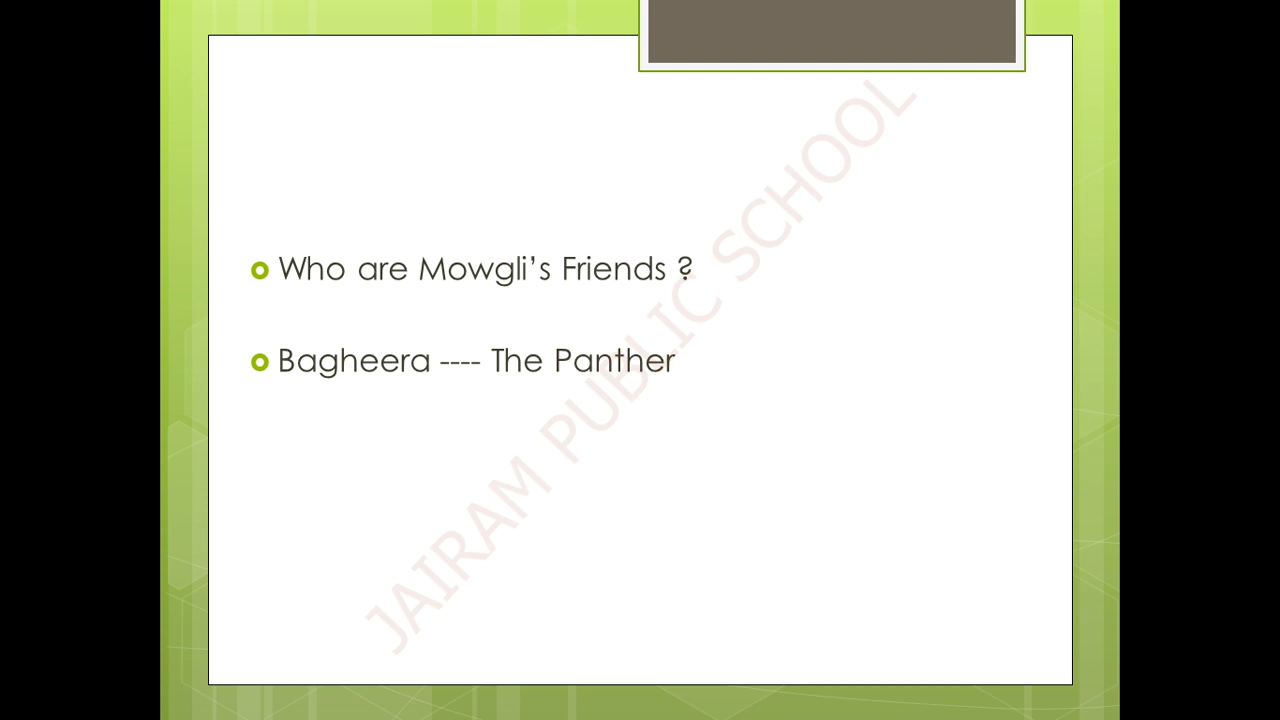 Who are Mowgli’s Friends ?
Bagheera ---- The Panther
JAIRAM PUBLIC SCHOOL